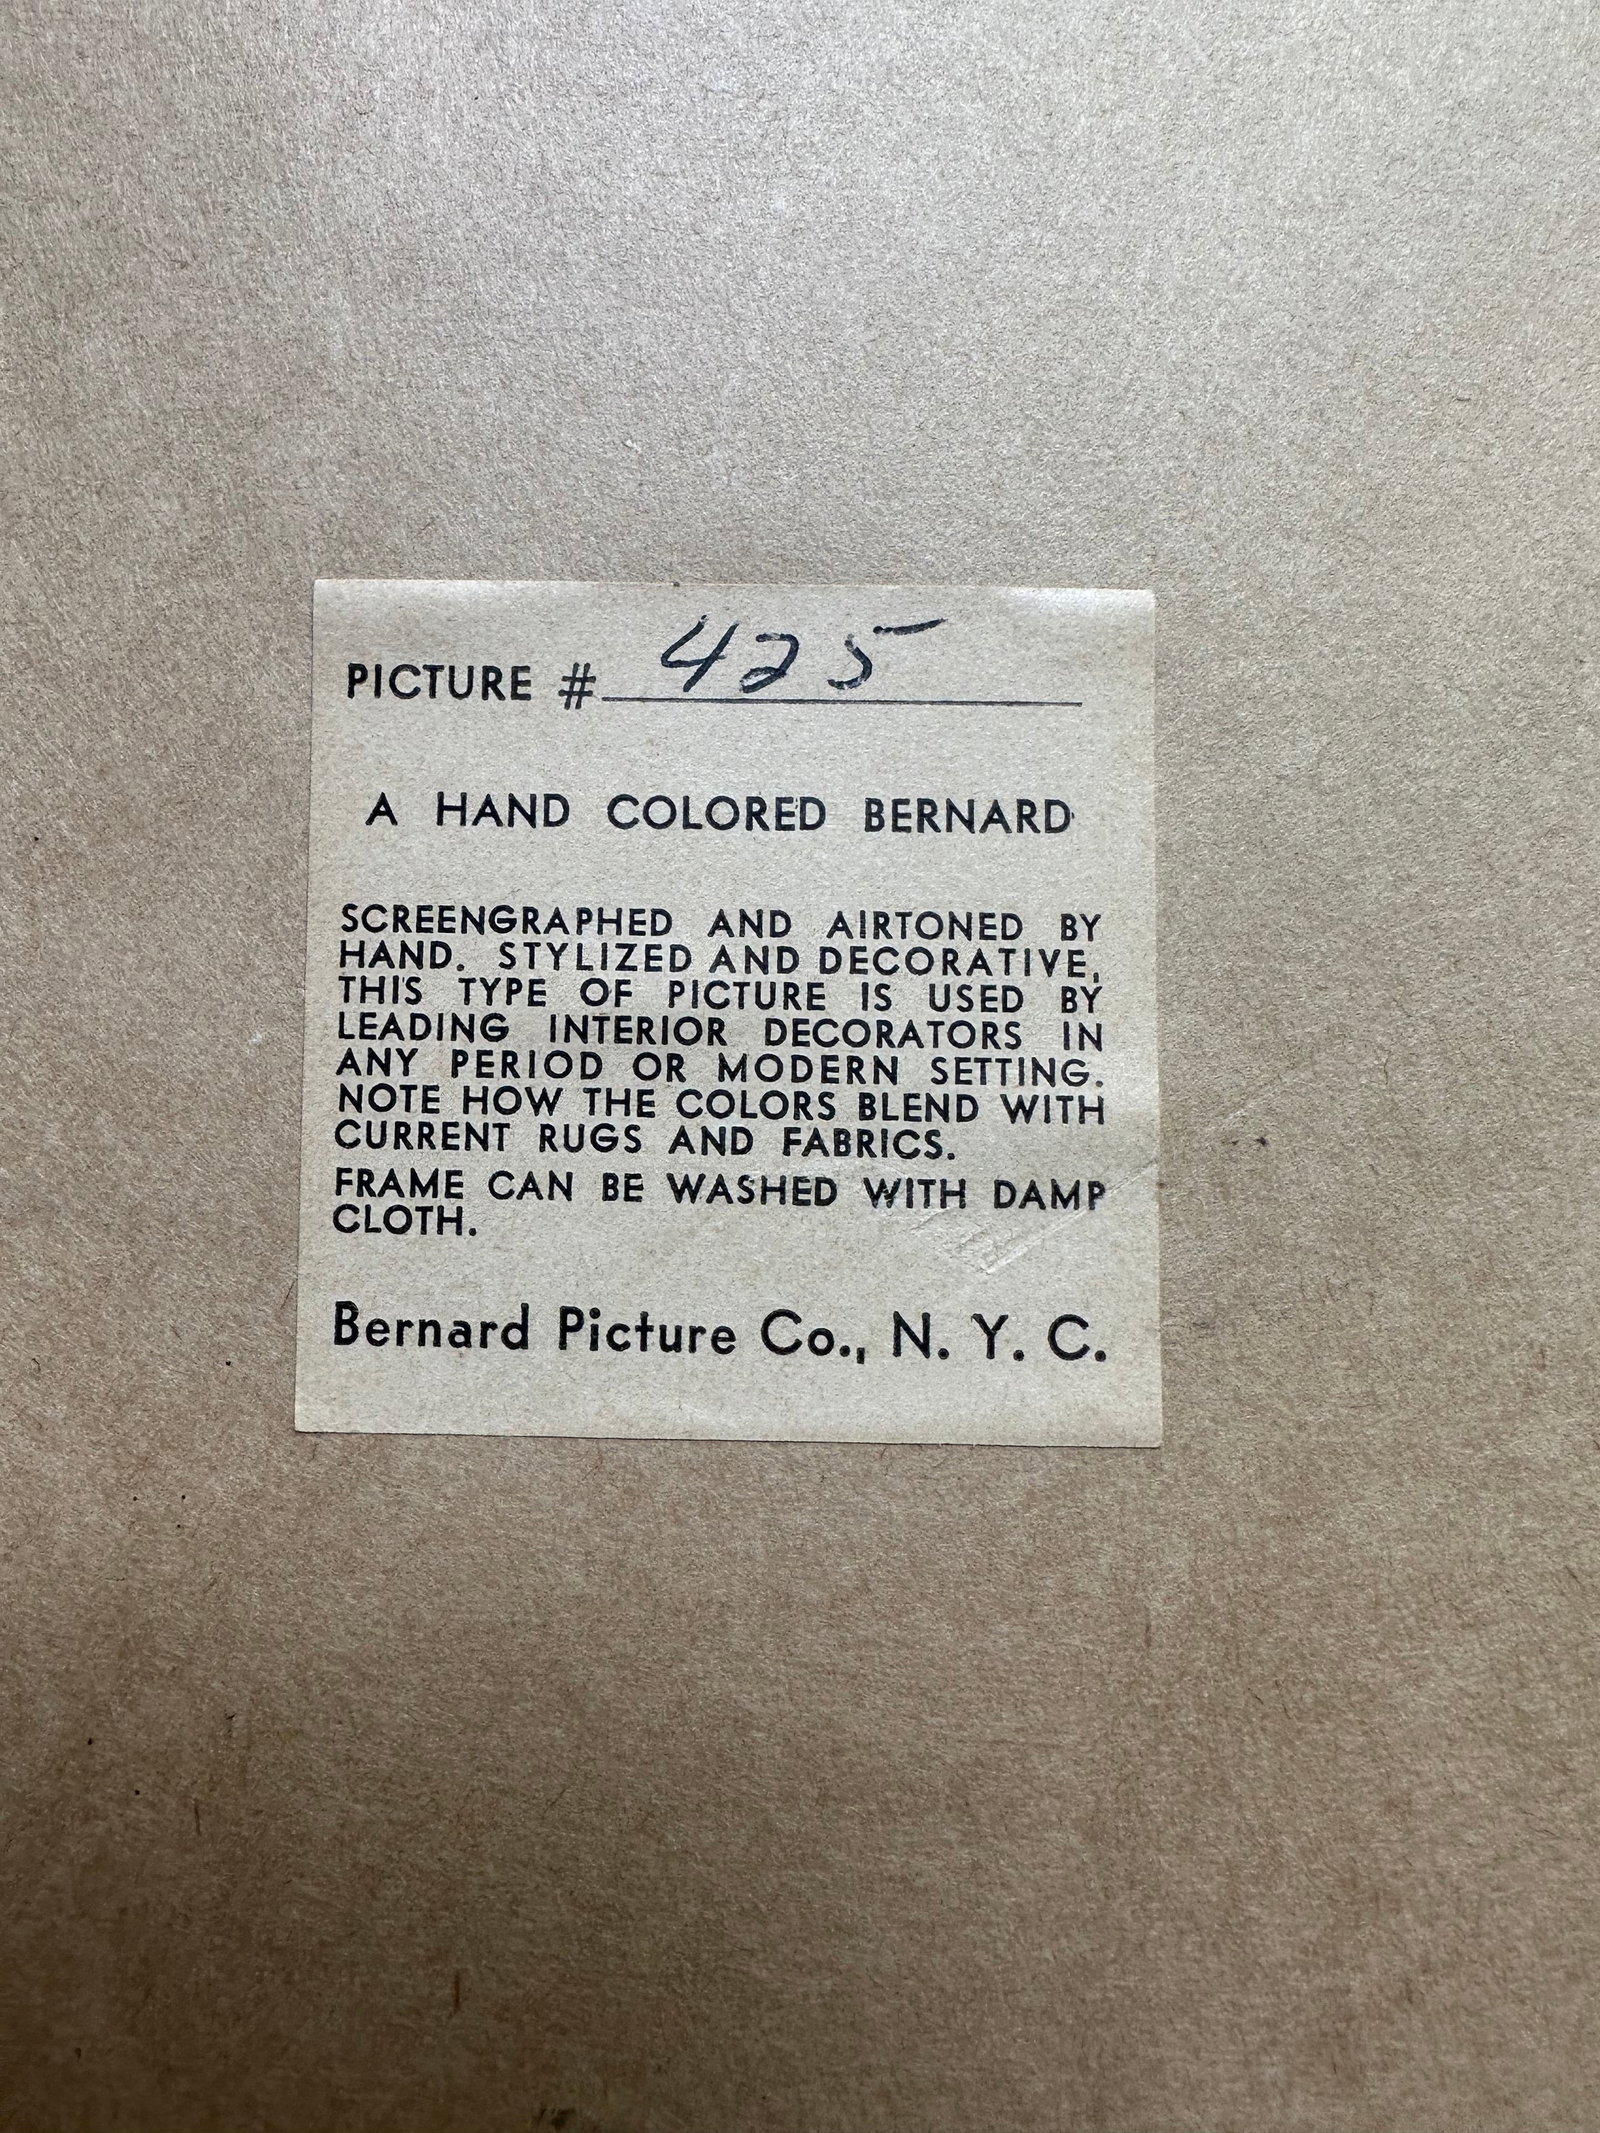 PICTURE # 425
A HAND COLORED BERNARD
SCREENGRAPHED AND AIRTONED BY
HAND. STYLIZED AND DECORATIVE,
THIS TYPE OF PICTURE IS USED BY
LEADING INTERIOR DECORATORS IN
ANY PERIOD OR MODERN SETTING.
NOTE HOW THE COLORS BLEND WITH
CURRENT RUGS AND FABRICS.
FRAME CAN BE WASHED WITH DAMP
CLOTH.
Bernard Picture Co., N. Y. C.